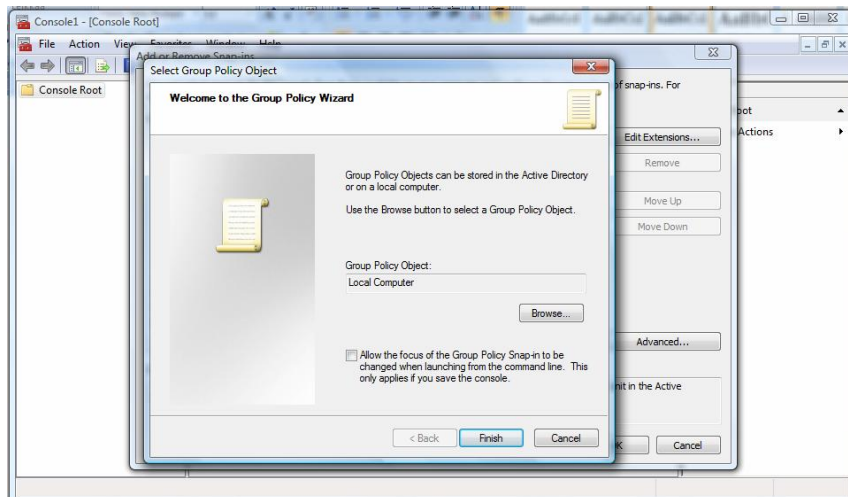 Console1 - [Console Root]
File Action View Favorites Window Help
Add or Remove Snap-ins
Select Group Policy Object
Console Root
Welcome to the Group Policy Wizard
of snap-ins. For
oot
Actions
Edit Extensions...
Remove
Move Up
Move Down
Group Policy Objects can be stored in the Active Directory
or on a local computer.
Use the Browse button to select a Group Policy Object.
Group Policy Object:
Local Computer
Browse...
Advanced...
Allow the focus of the Group Policy Snap-in to be
changed when launching from the command line. This
only applies if you save the console.
nit in the Active
< Back Finish Cancel
K Cancel